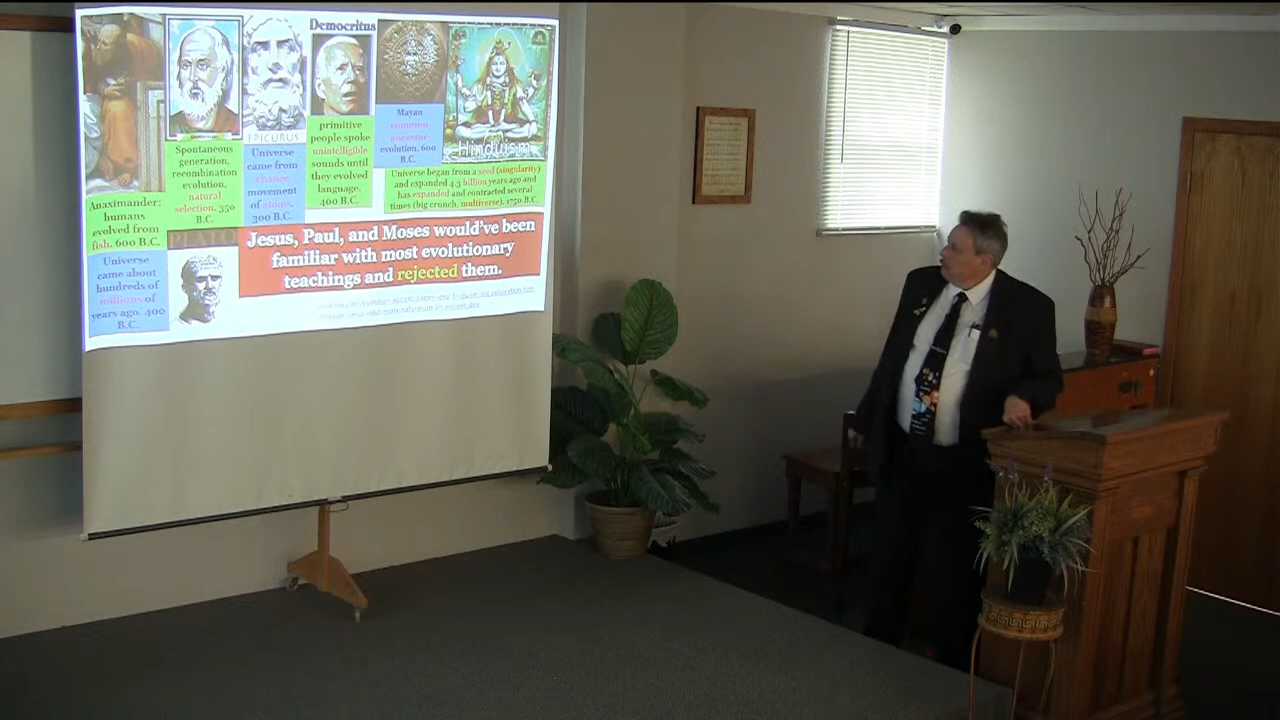 Democritus
EPICURUS
Hinduism
Spontaneous
generation,
recombination
evolution,
natural
selection. 350
B.C.
Universe
came from
chance
movement
of atoms.
300 B.C.
primitive
people spoke
unintelligible
sounds until
they evolved
language.
400 B.C.
Mayan
common
ancestor
evolution, 600
B.C.
Universe began from a seed (singularity)
and expanded 4.3 billion years ago and
has expanded and contracted several
times (big crunch, multiverse). 1750 B.C.
Anaximander:
humans
evolved from
fish. 600 B.C.
PLATO
Universe
came about
hundreds of
millions of
years ago. 400
B.C.
Jesus, Paul, and Moses would've been
familiar with most evolutionary
teachings and rejected them.